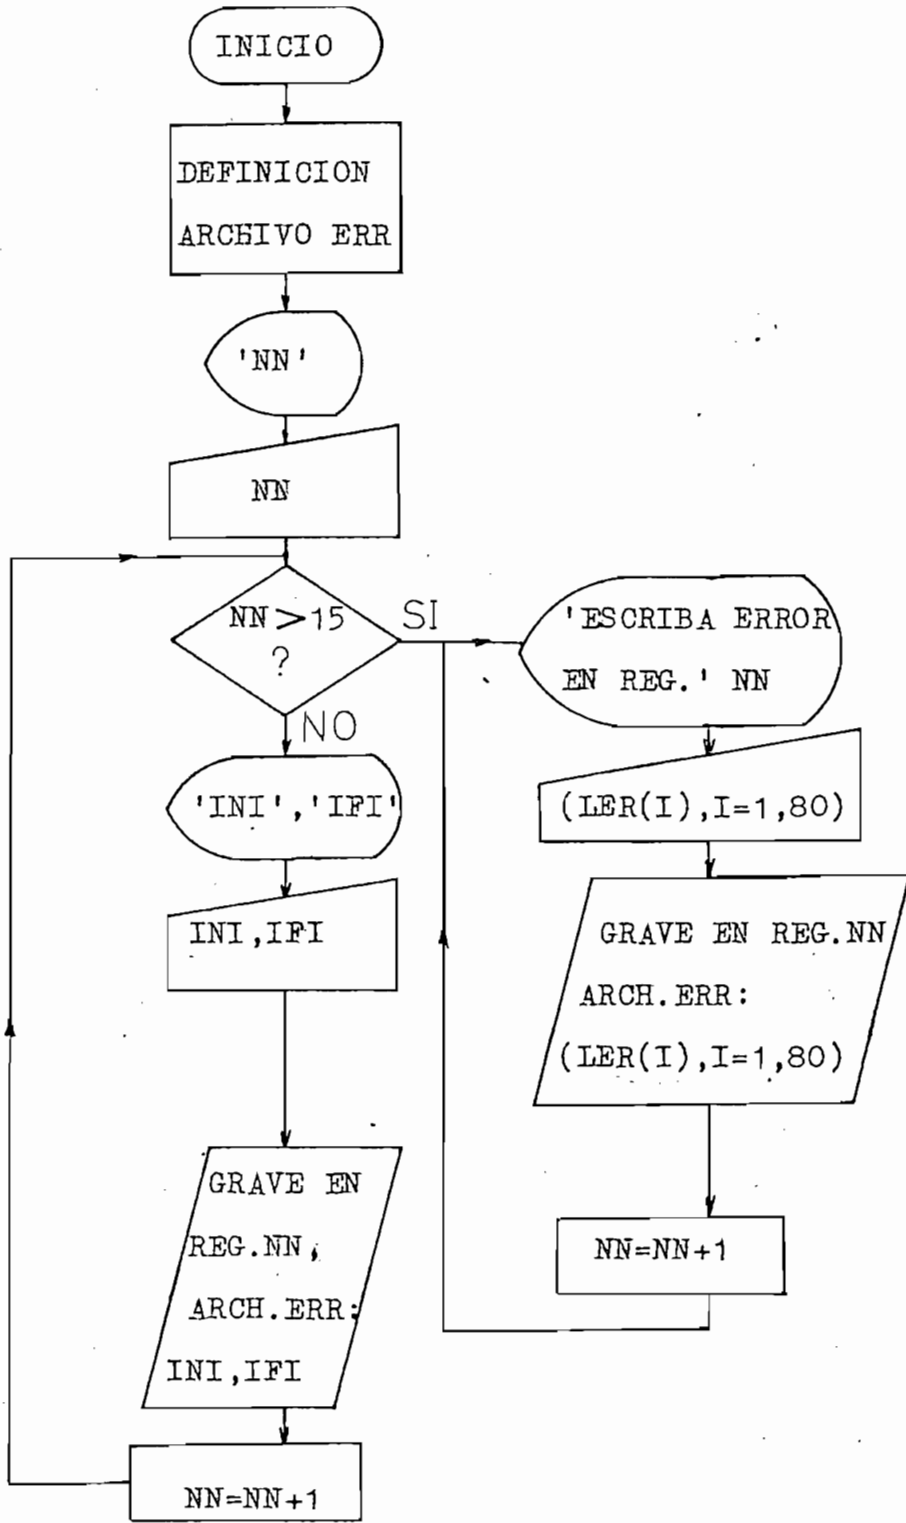 INICIO
DEFINICION
ARCHIVO ERR
'NN'
NN
NN>15
?
SI
NO
'INI','IFI'
INI,IFI
GRAVE EN
REG.NN,
ARCH.ERR:
INI,IFI
NN=NN+1
'ESCRIBA ERROR
EN REG.' NN
(LER(I),I=1,80)
GRAVE EN REG.NN
ARCH.ERR:
(LER(I),I=1,80)
NN=NN+1